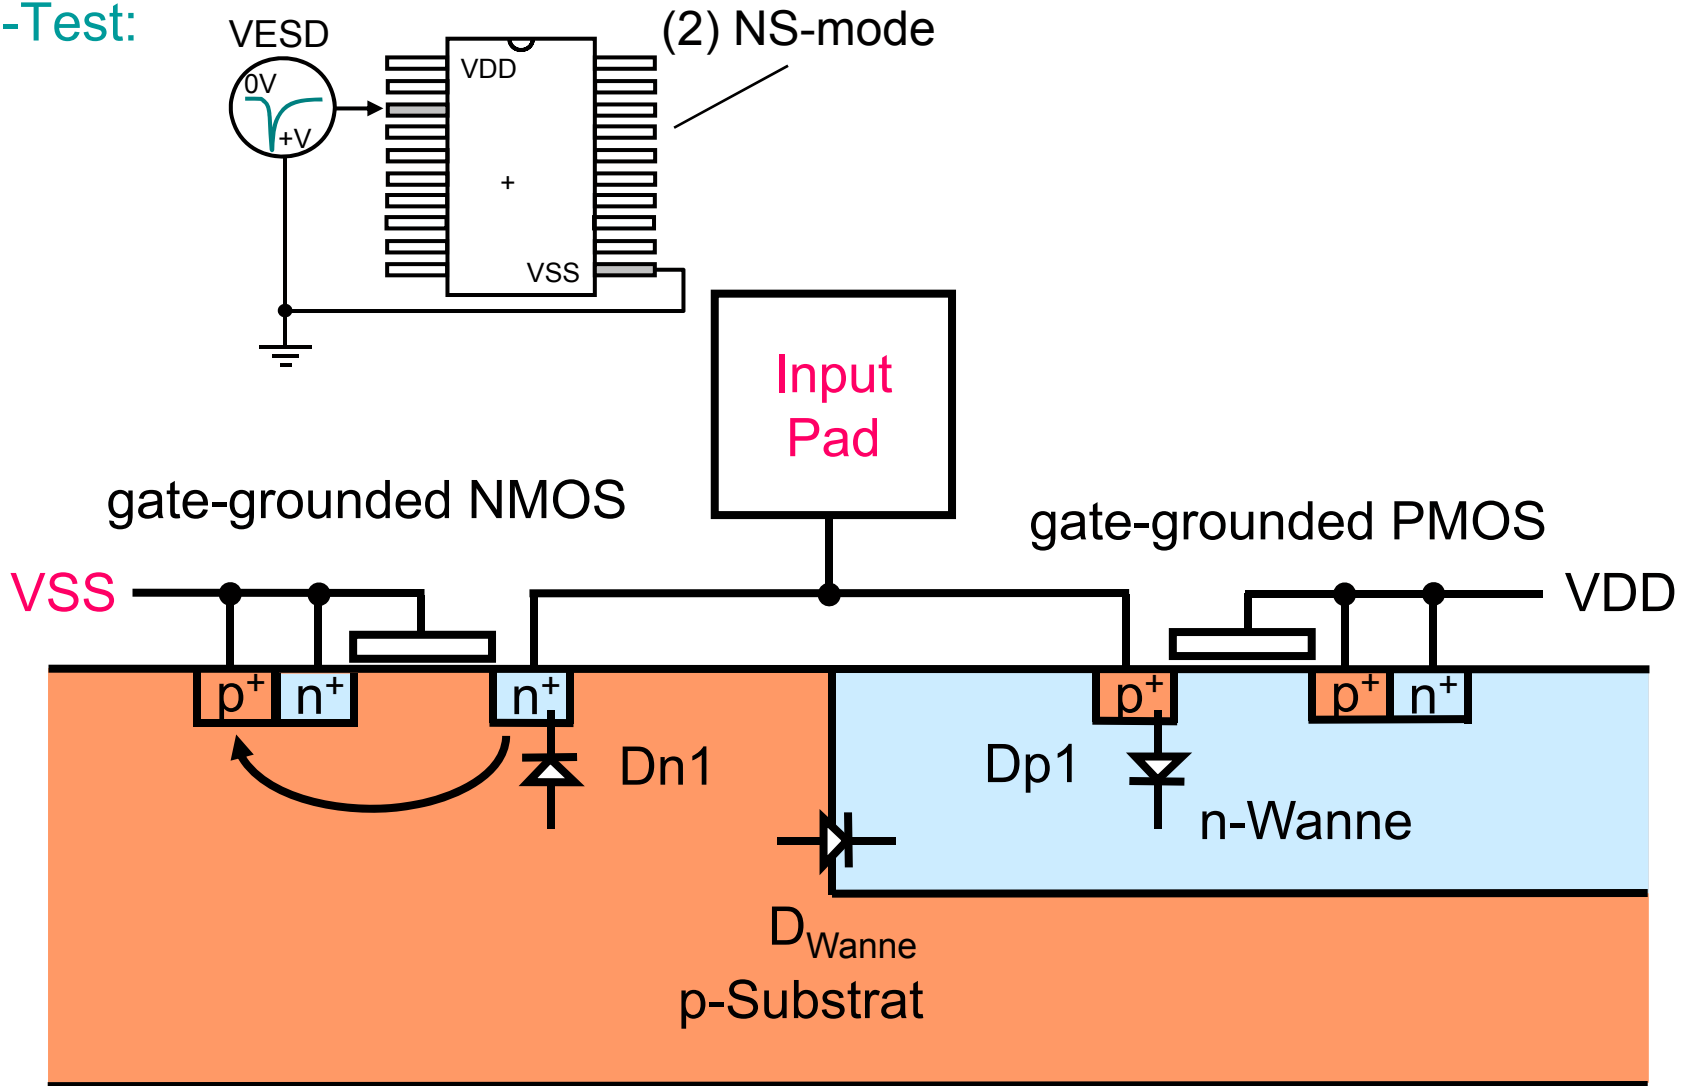 -Test:
VESD
(2) NS-mode
0V
+V
VDD
+
VSS
Input
Pad
gate-grounded NMOS
gate-grounded PMOS
VSS
VDD
p+
n+
n+
p+
p+
n+
Dn1
Dp1
n-Wanne
DWanne
p-Substrat